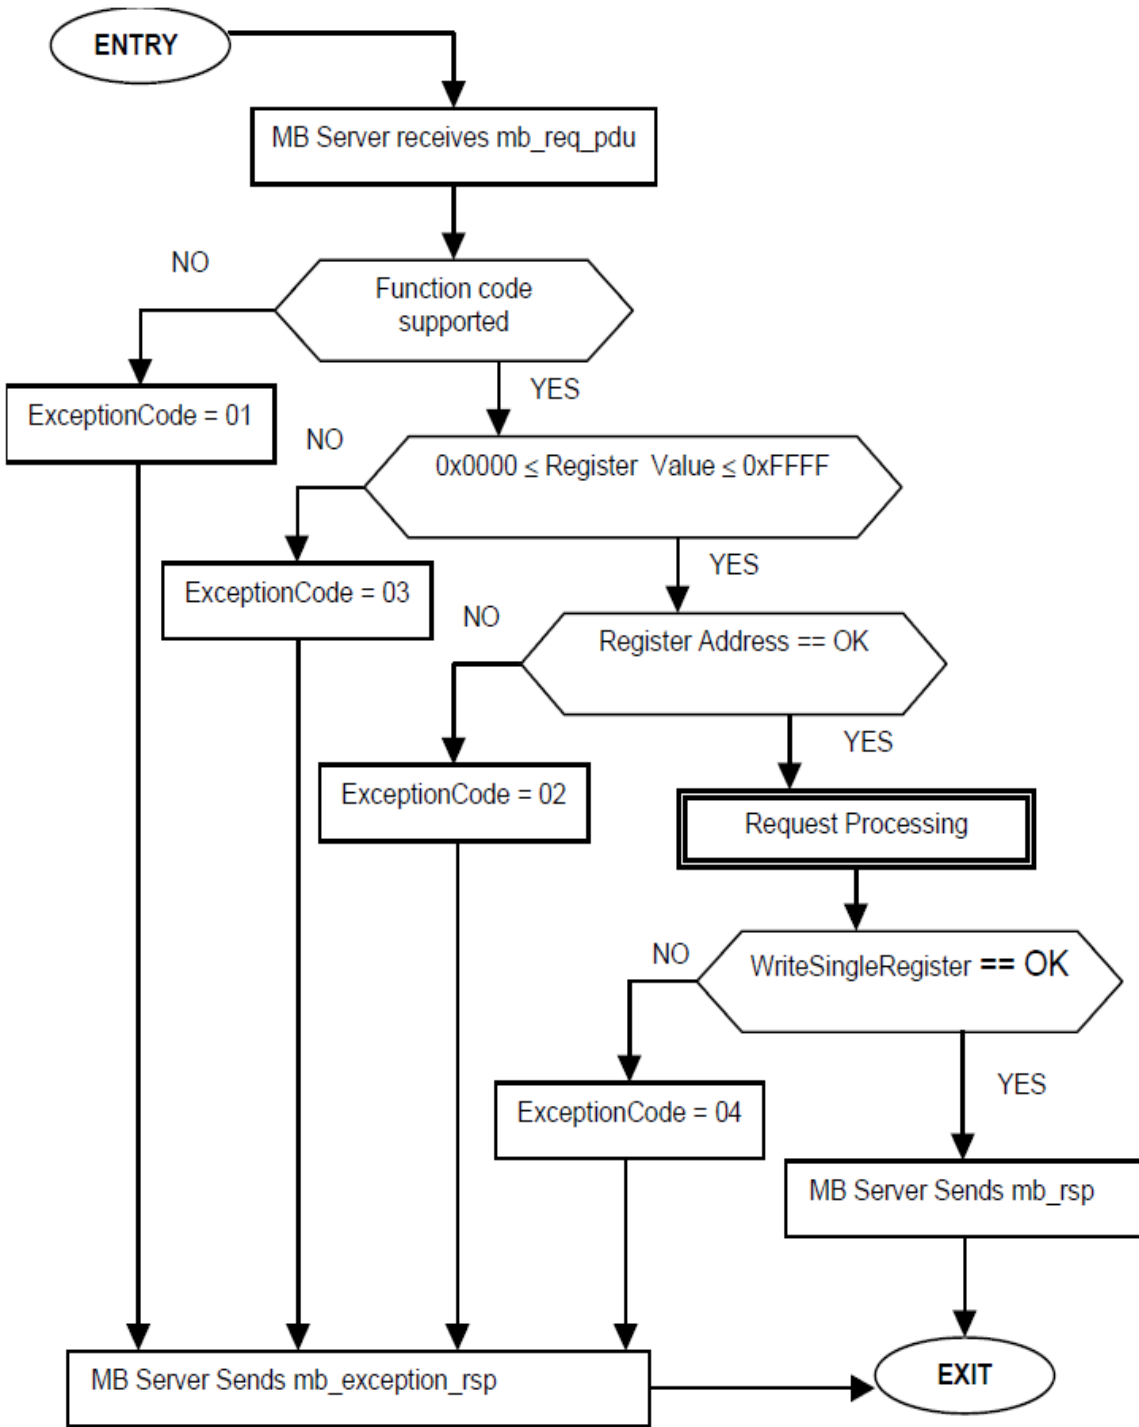 ENTRY
MB Server receives mb_req_pdu
NO
Function code
supported
YES
ExceptionCode = 01
NO
0x0000 ≤ Register Value ≤ 0xFFFF
YES
ExceptionCode = 03
NO
Register Address == OK
YES
ExceptionCode = 02
Request Processing
NO
WriteSingleRegister == OK
YES
ExceptionCode = 04
MB Server Sends mb_rsp
MB Server Sends mb_exception_rsp
EXIT